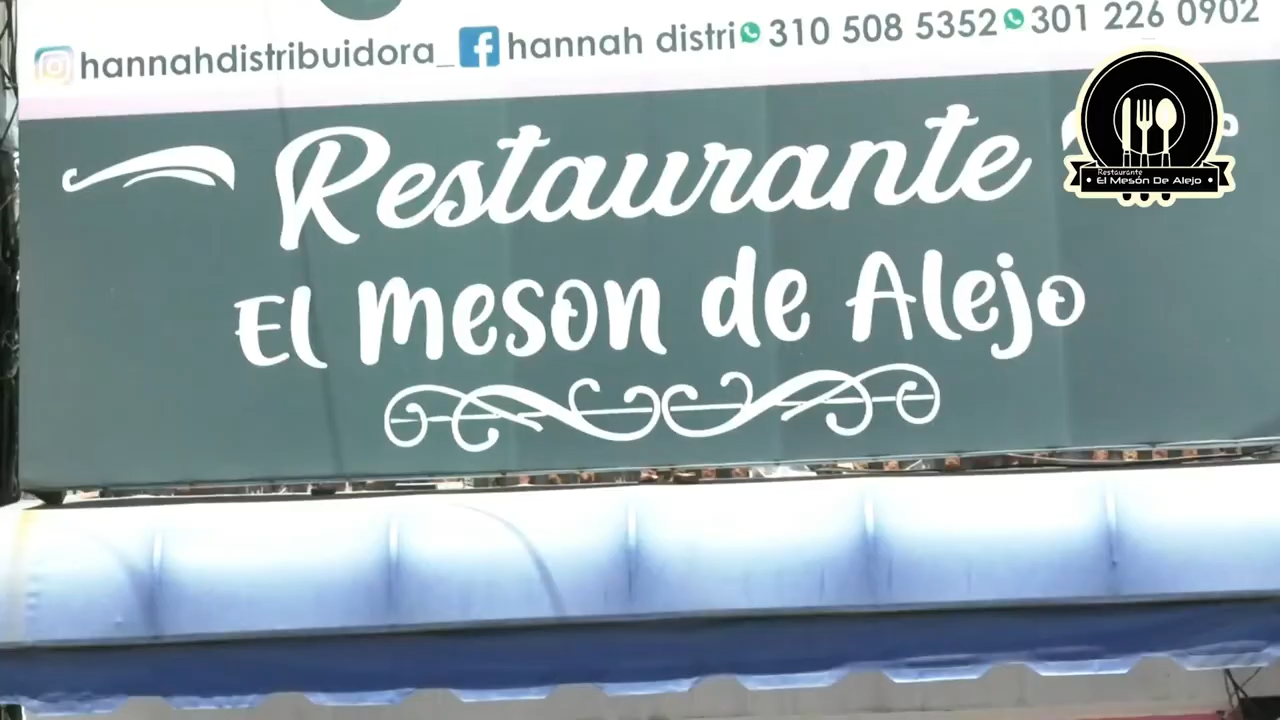 hannahdistribuidora_ hannah distri 310 508 5352 301 226 0902
Restaurante
El meson de Alejo
Restaurante
• El Mesón De Alejo •